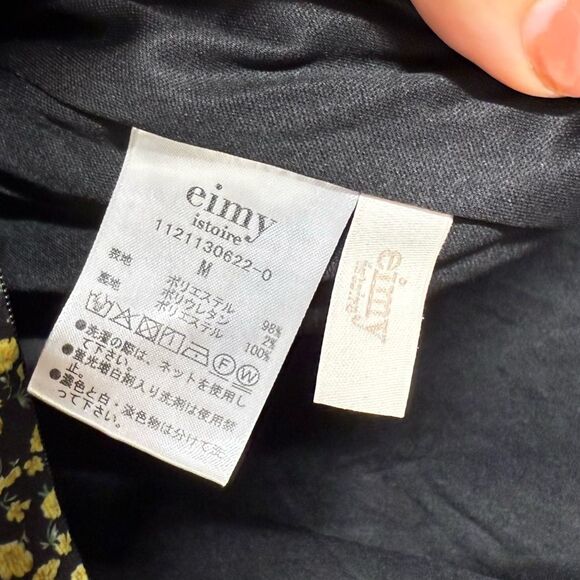 eimy
istoire
1121130622-0
M
表地 ポリエステル 98%
ポリウレタン 2%
裏地 ポリエステル 100%
F W
●洗濯の際は、ネットを使用し
て下さい。
●蛍光増白剤入り洗剤は使用禁
止。
●濃色と白・淡色物は分けて洗
って下さい。
eimy
istoire